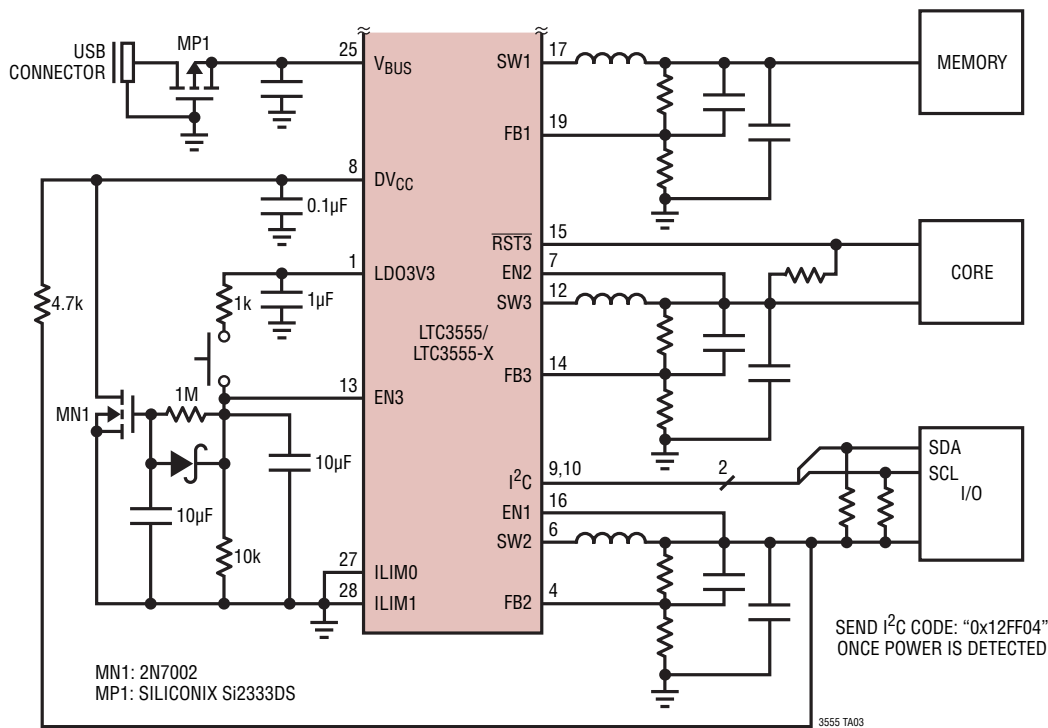 USB
CONNECTOR
MP1
25
VBUS
8
DVCC
0.1µF
1
LDO3V3
1k
1µF
4.7k
13
EN3
MN1
1M
10µF
10µF
10k
27
ILIM0
28
ILIM1
LTC3555/
LTC3555-X
17
SW1
19
FB1
MEMORY
15
RST3
7
EN2
12
SW3
14
FB3
CORE
9,10
I2C
2
16
EN1
6
SW2
4
FB2
SDA
SCL
I/O
SEND I2C CODE: “0x12FF04”
ONCE POWER IS DETECTED
MN1: 2N7002
MP1: SILICONIX Si2333DS
3555 TA03